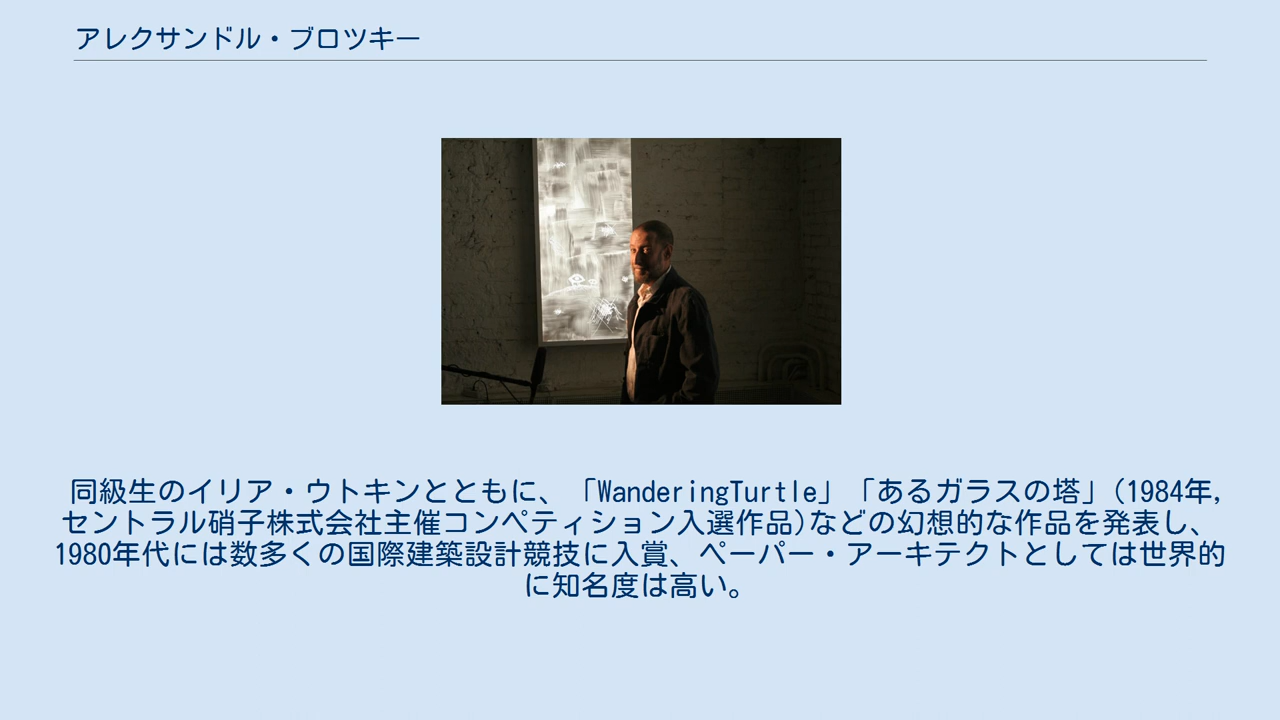 アレクサンドル・ブロツキー
同級生のイリア・ウトキンとともに、「WanderingTurtle」「あるガラスの塔」(1984年,
セントラル硝子株式会社主催コンペティション入選作品)などの幻想的な作品を発表し、
1980年代には数多くの国際建築設計競技に入賞、ペーパー・アーキテクトとしては世界的
に知名度は高い。